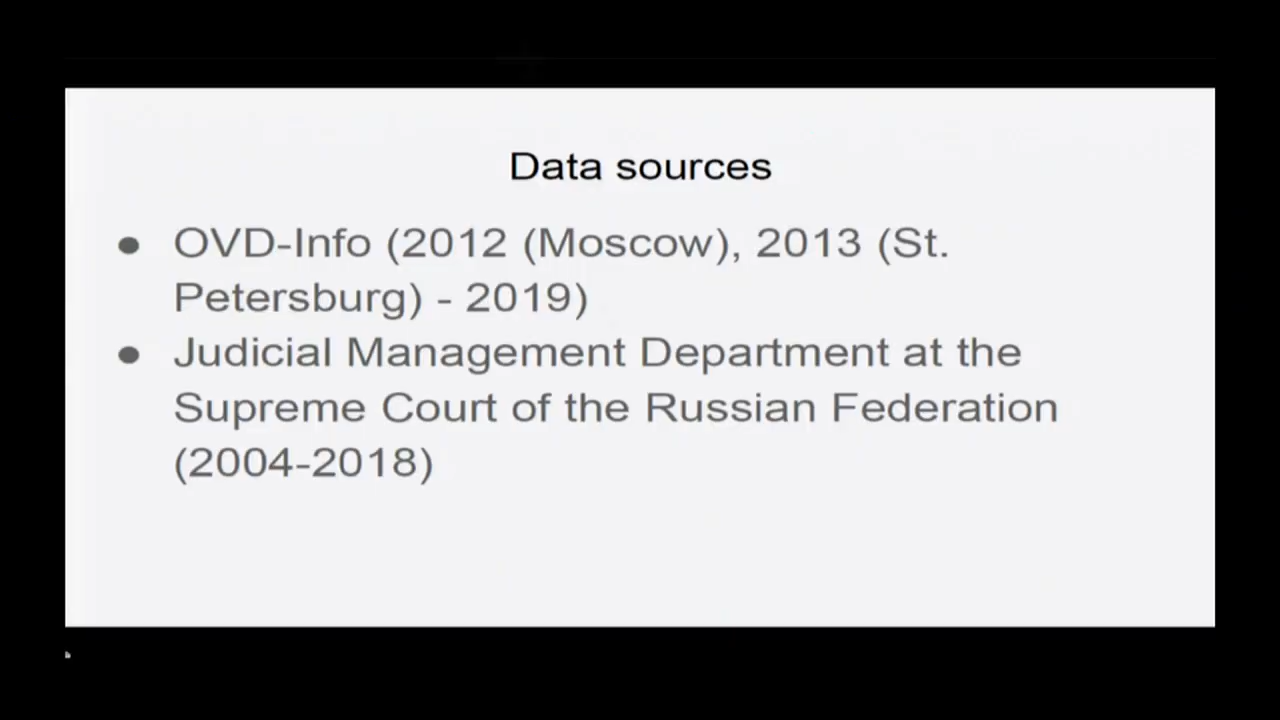 Data sources
● OVD-Info (2012 (Moscow), 2013 (St.
Petersburg) - 2019)
● Judicial Management Department at the
Supreme Court of the Russian Federation
(2004-2018)